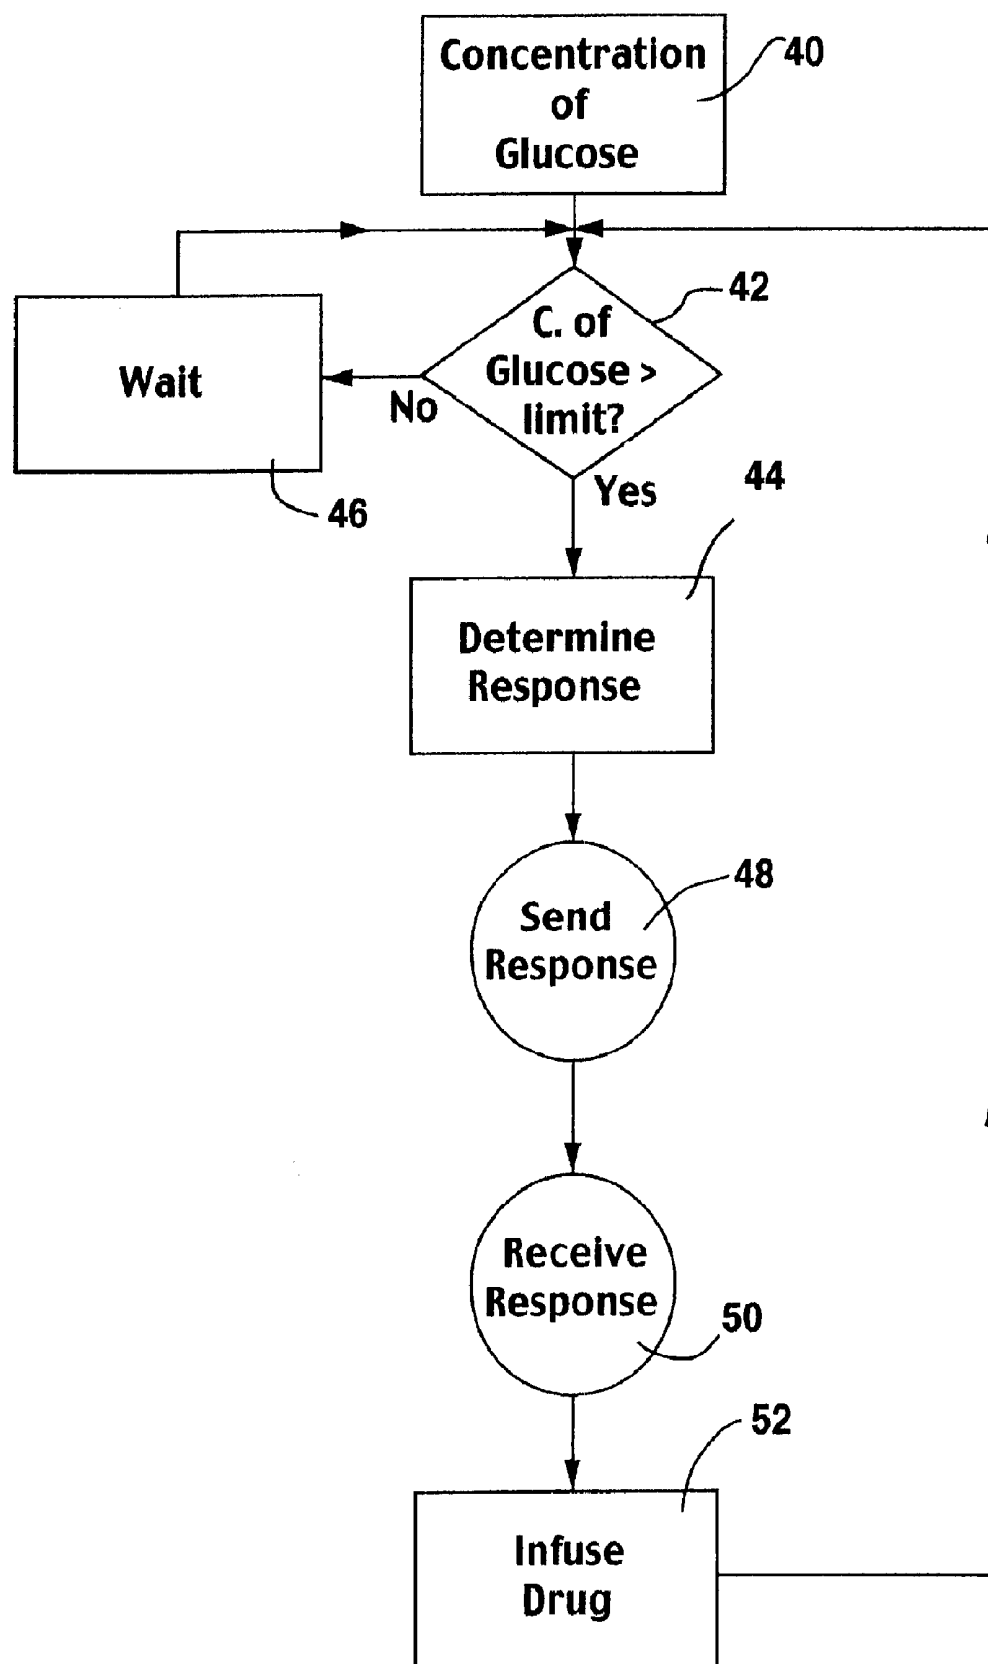 Concentration
of
Glucose
40
C. of
Glucose >
limit?
42
Wait
No
46
Yes
44
Determine
Response
48
Send
Response
Receive
Response
50
52
Infuse
Drug